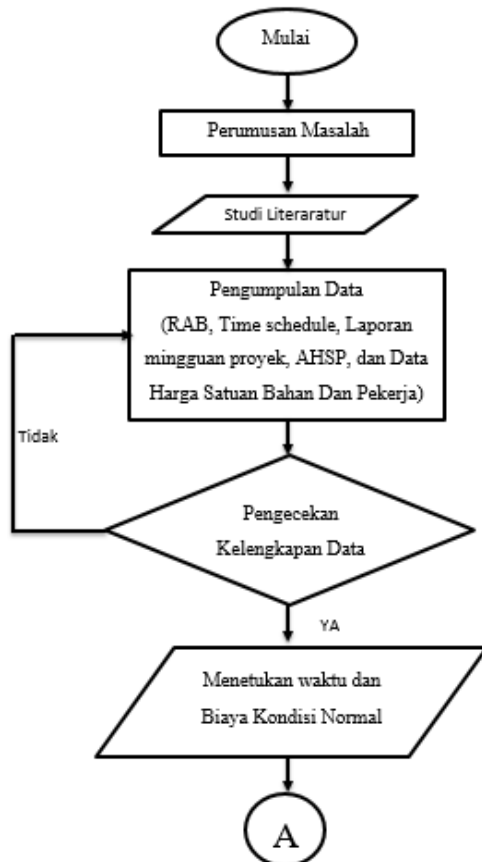 Mulai
Perumusan Masalah
Studi Literaratur
Pengumpulan Data
(RAB, Time schedule, Laporan
mingguan proyek, AHSP, dan Data
Harga Satuan Bahan Dan Pekerja)
Tidak
Pengecekan
Kelengkapan Data
YA
Menetukan waktu dan
Biaya Kondisi Normal
A